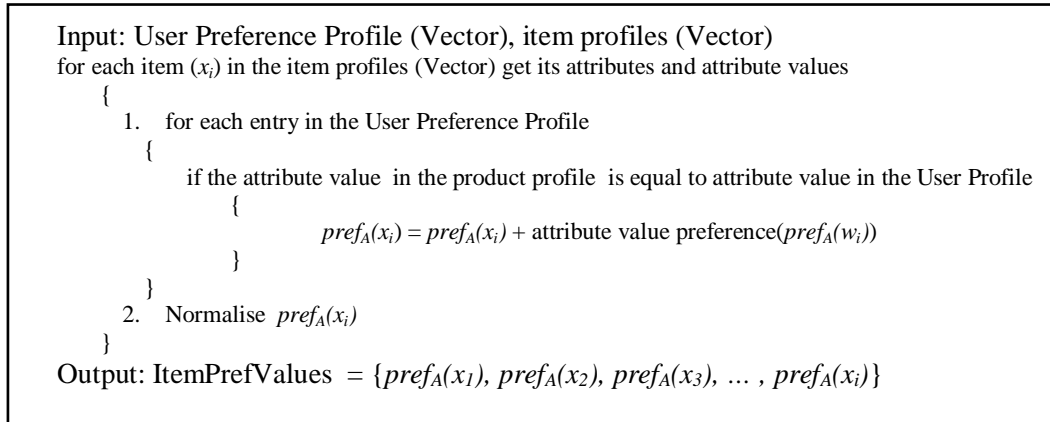 Input: User Preference Profile (Vector), item profiles (Vector)
for each item (xi) in the item profiles (Vector) get its attributes and attribute values
{
1. for each entry in the User Preference Profile
{
if the attribute value in the product profile is equal to attribute value in the User Profile
{
prefA(xi) = prefA(xi) + attribute value preference(prefA(wi))
}
}
2. Normalise prefA(xi)
}
Output: ItemPrefValues = {prefA(x1), prefA(x2), prefA(x3), ... , prefA(xi)}